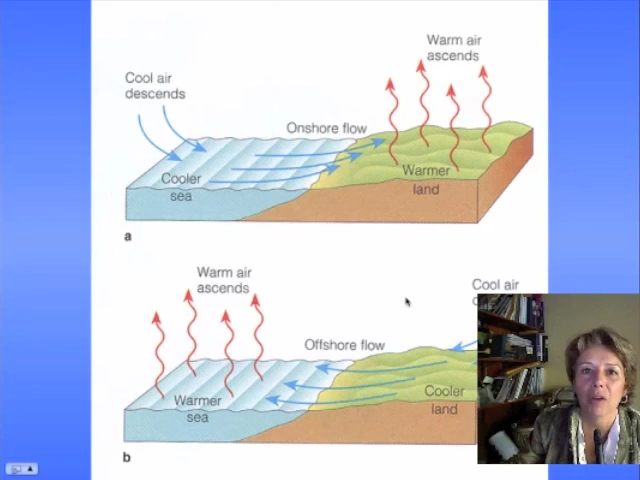 Warm air
ascends
Cool air
descends
Onshore flow
Cooler
sea
Warmer
land
a
Warm air
ascends
Cool air
Offshore flow
Warmer
sea
Cooler
land
b